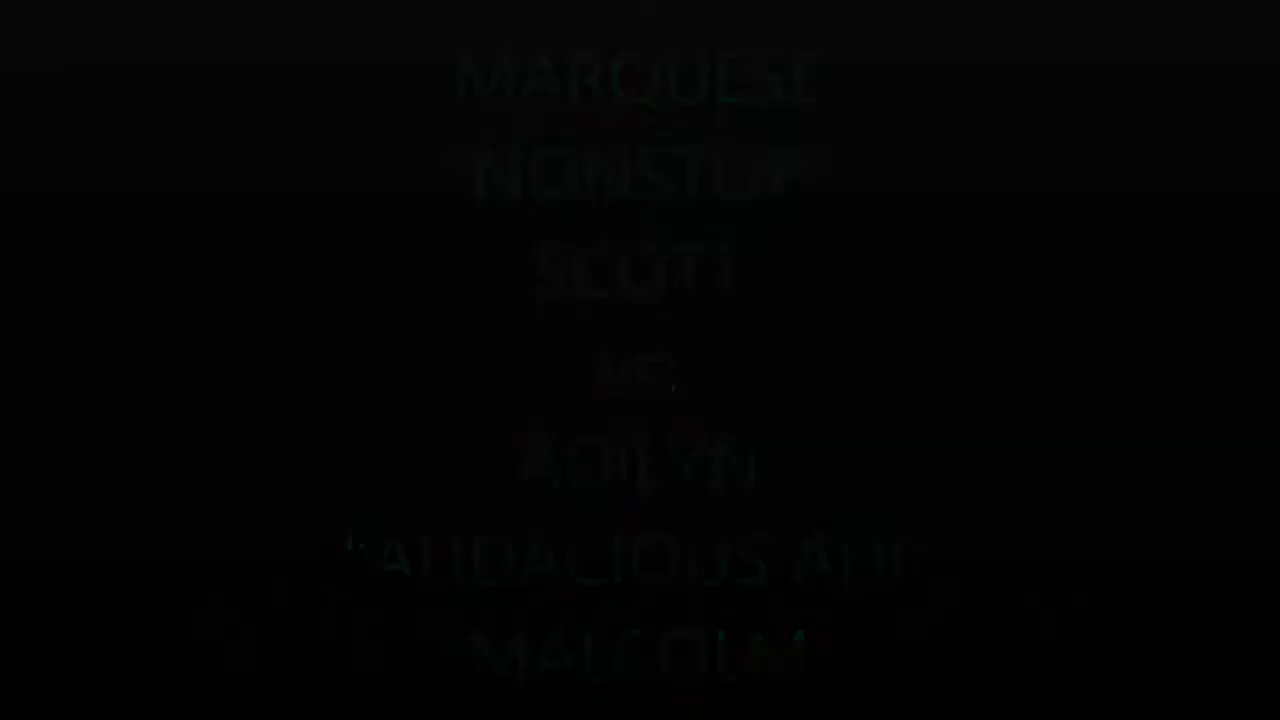 MARQUESE
"NONSTOP"
SCOTT
vs.
ADILYN
"AUDACIOUS ADI"
MALCOLM